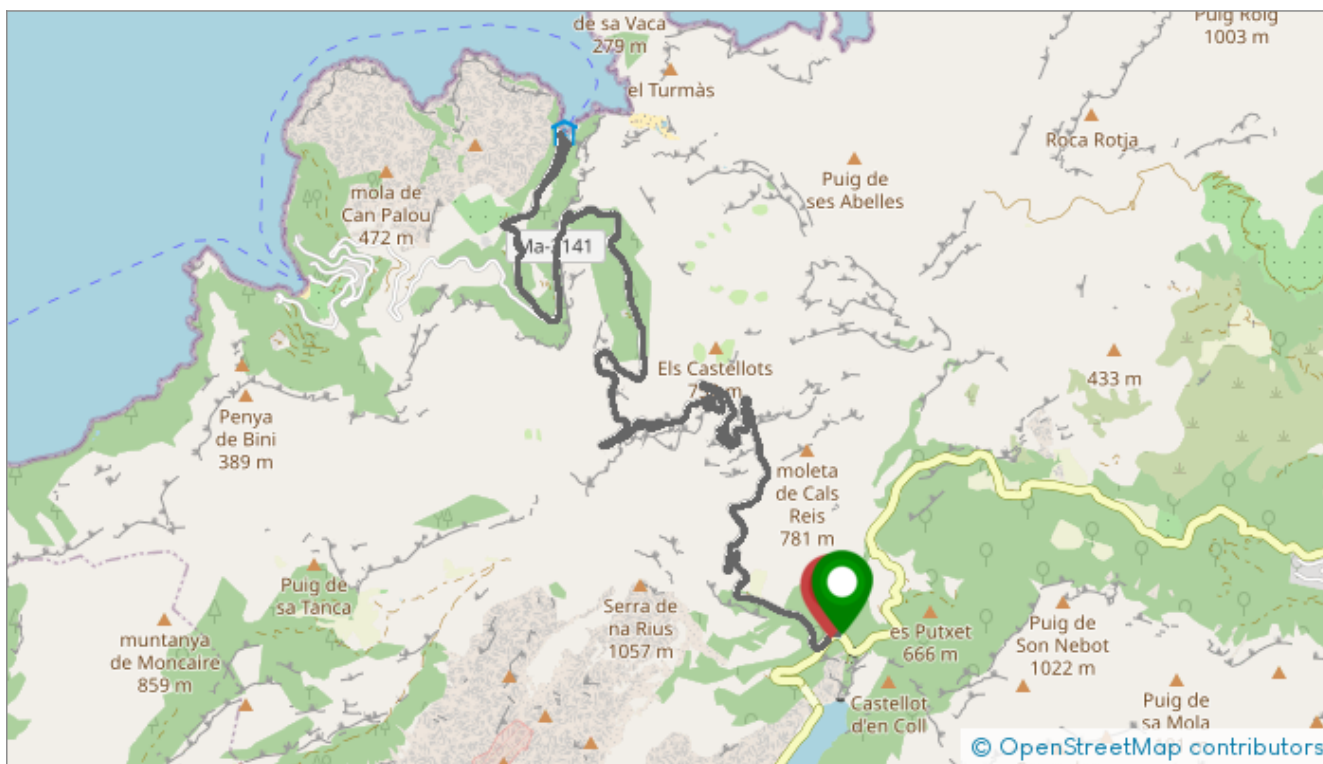 de sa Vaca
279 m
Puig Roig
1003 m
el Turmàs
Roca Rotja
mola de
Can Palou
472 m
Puig de
ses Abelles
141
Els Castellots
433 m
Penya
de Bini
389 m
moleta
de Cals
Reis
781 m
Puig de
sa Tanca
Serra de
na Rius
1057 m
muntanya
de Moncaire
859 m
es Putxet
666 m
Puig de
Son Nebot
1022 m
Castellot
d'en Coll
Puig de
sa Mola
© OpenStreetMap contributors